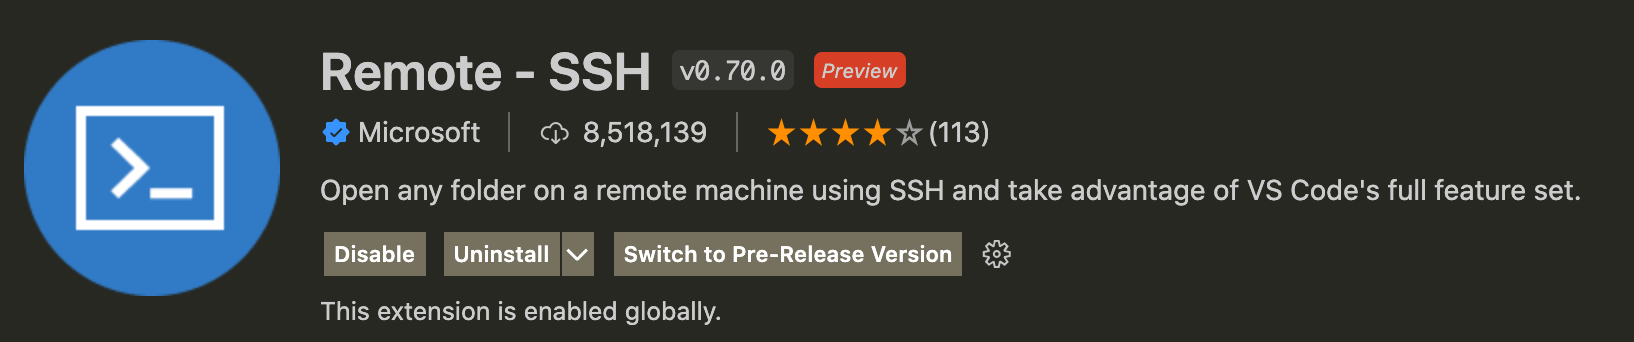 Remote - SSH v0.70.0 Preview
Microsoft 8,518,139 (113)
Open any folder on a remote machine using SSH and take advantage of VS Code's full feature set.
Disable Uninstall Switch to Pre-Release Version
This extension is enabled globally.